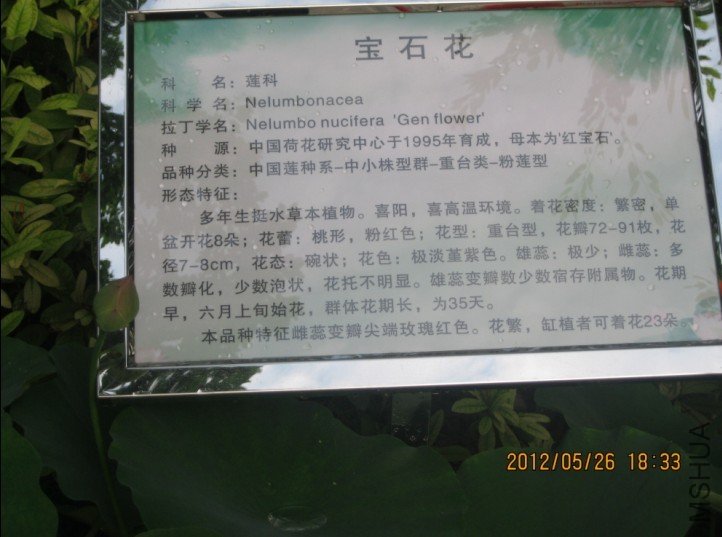 宝石花
科 名：莲科
科 学 名：Nelumbonacea
拉丁学名：Nelumbo nucifera 'Gen flower'
种 源：中国荷花研究中心于1995年育成，母本为'红宝石'。
品种分类：中国莲种系-中小株型群-重台类-粉莲型
形态特征：
多年生挺水草本植物。喜阳，喜高温环境。着花密度：繁密，单
盆开花8朵；花蕾：桃形，粉红色；花型：重台型，花瓣72-91枚，花
径7-8cm，花态：碗状；花色：极淡堇紫色。雄蕊：极少；雌蕊：多
数瓣化，少数泡状，花托不明显。雄蕊变瓣数少数宿存附属物。花期
早，六月上旬始花，群体花期长，为35天。
本品种特征雌蕊变瓣尖端玫瑰红色。花繁，缸植者可着花23朵。
2012/05/26 18:33
MSHUA